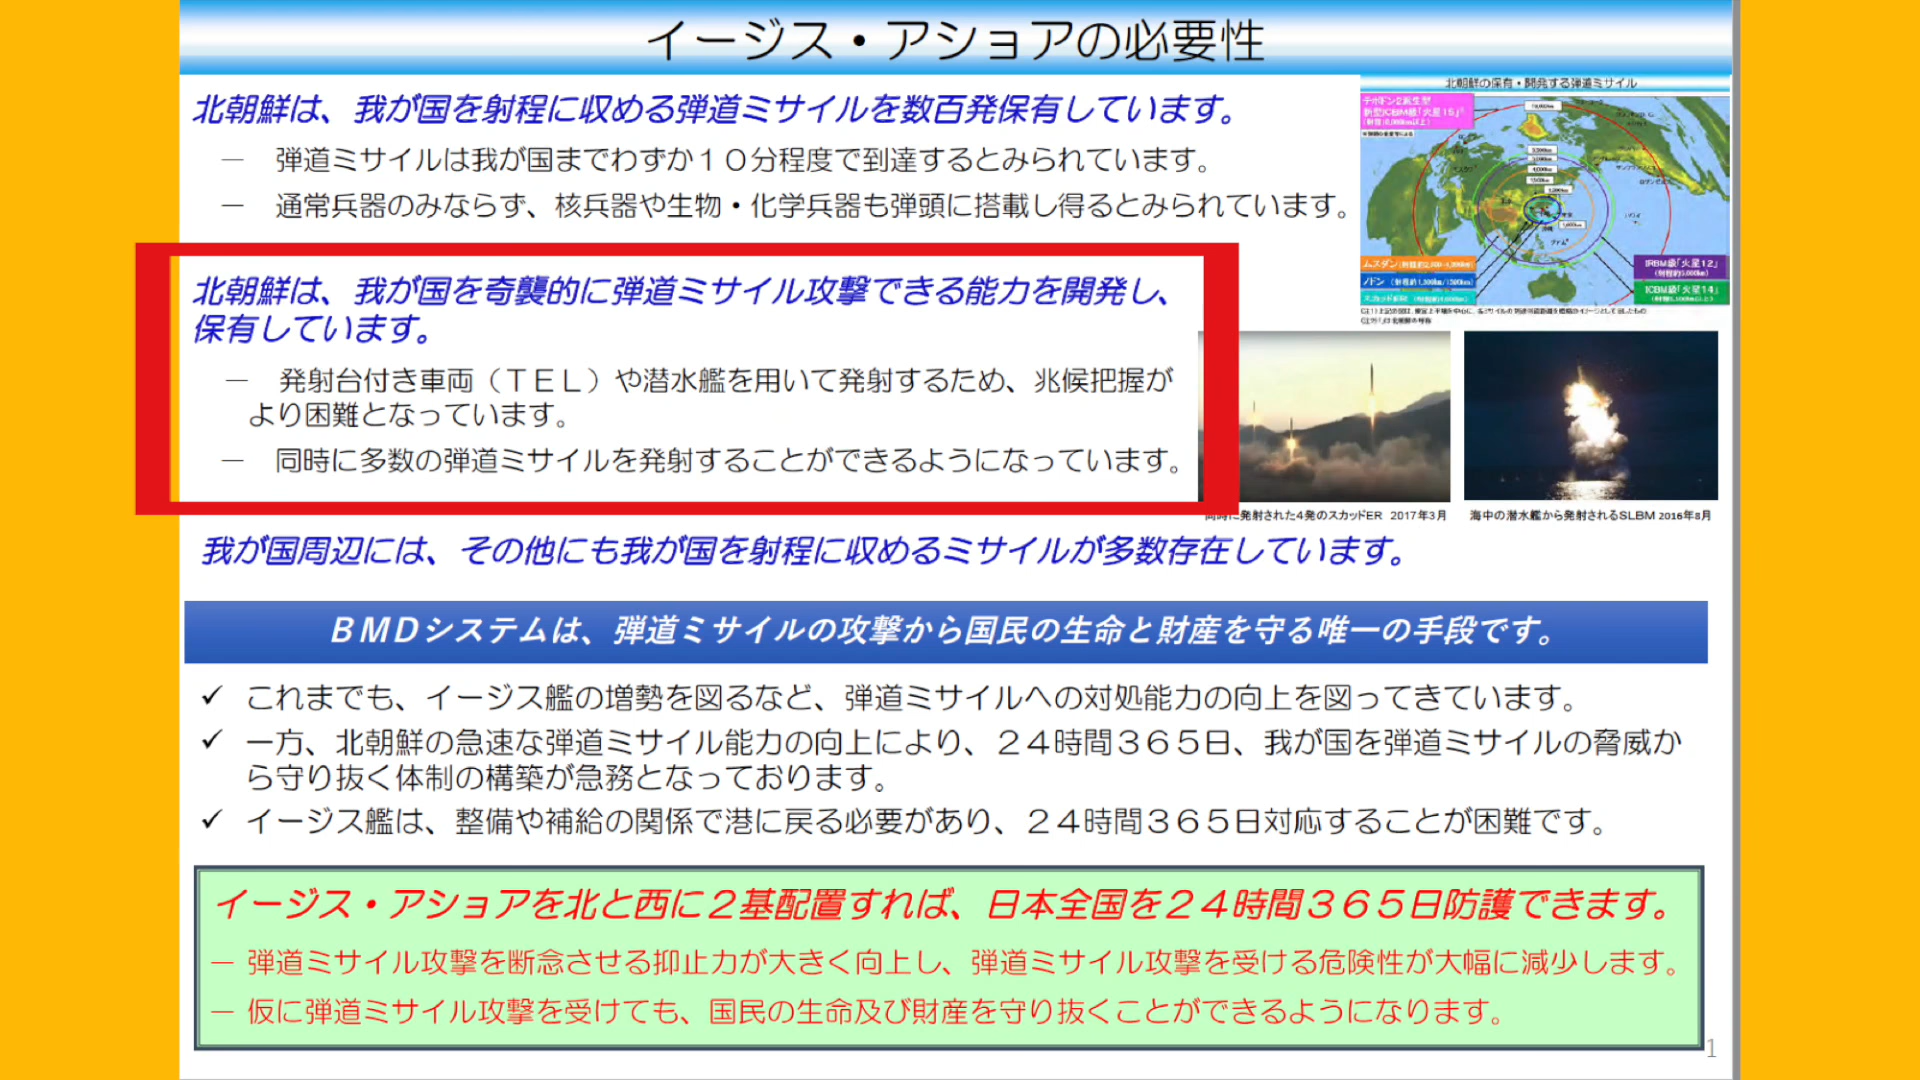 イージス・アショアの必要性
北朝鮮は、我が国を射程に収める弾道ミサイルを数百発保有しています。
― 弾道ミサイルは我が国までわずか１０分程度で到達するとみられています。
― 通常兵器のみならず、核兵器や生物・化学兵器も弾頭に搭載し得るとみられています。
北朝鮮の保有・開発する弾道ミサイル
テポドン２派生型
新型ICBM級「火星15」
ムスダン
ノドン
IRBM級「火星12」
(射程約5,000km)
ICBM級「火星14」
北朝鮮は、我が国を奇襲的に弾道ミサイル攻撃できる能力を開発し、
保有しています。
― 発射台付き車両（ＴＥＬ）や潜水艦を用いて発射するため、兆候把握が
より困難となっています。
― 同時に多数の弾道ミサイルを発射することができるようになっています。
同時に発射された4発のスカッドER 2017年3月
海中の潜水艦から発射されるSLBM 2016年8月
我が国周辺には、その他にも我が国を射程に収めるミサイルが多数存在しています。
ＢＭＤシステムは、弾道ミサイルの攻撃から国民の生命と財産を守る唯一の手段です。
✓ これまでも、イージス艦の増勢を図るなど、弾道ミサイルへの対処能力の向上を図ってきています。
✓ 一方、北朝鮮の急速な弾道ミサイル能力の向上により、２４時間３６５日、我が国を弾道ミサイルの脅威か
ら守り抜く体制の構築が急務となっております。
✓ イージス艦は、整備や補給の関係で港に戻る必要があり、２４時間３６５日対応することが困難です。
イージス・アショアを北と西に２基配置すれば、日本全国を２４時間３６５日防護できます。
― 弾道ミサイル攻撃を断念させる抑止力が大きく向上し、弾道ミサイル攻撃を受ける危険性が大幅に減少します。
― 仮に弾道ミサイル攻撃を受けても、国民の生命及び財産を守り抜くことができるようになります。
1